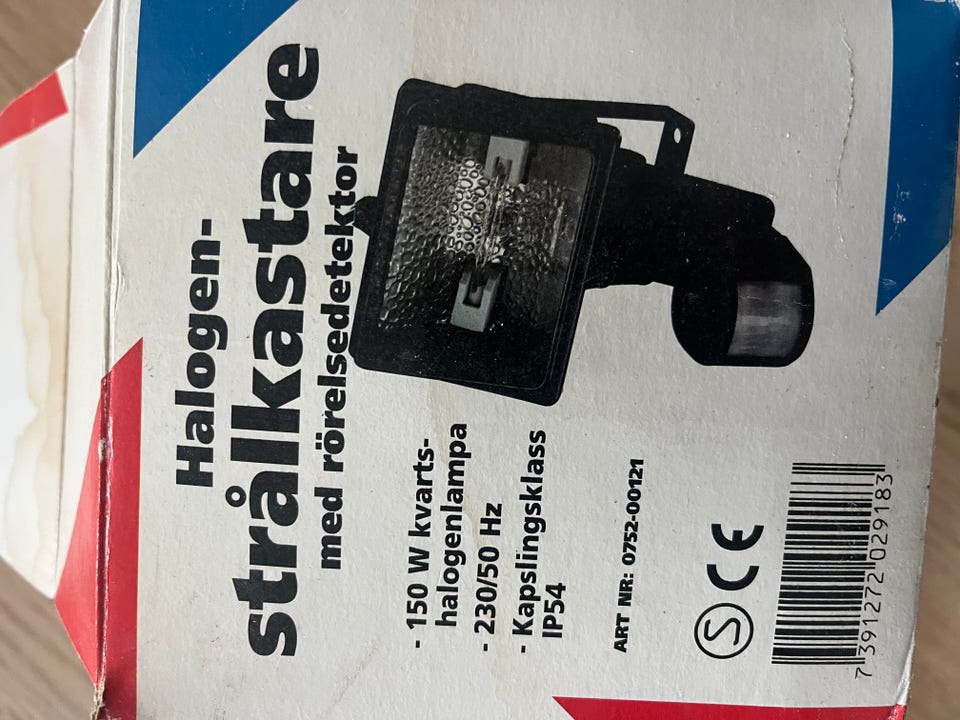 Halogen-
strålkastare
med rörelsedetektor
- 150 W kvarts-
halogenlampa
- 230/50 Hz
- Kapslingsklass
IP54
ART NR: 0752-00121
S CE
7 391272 029183